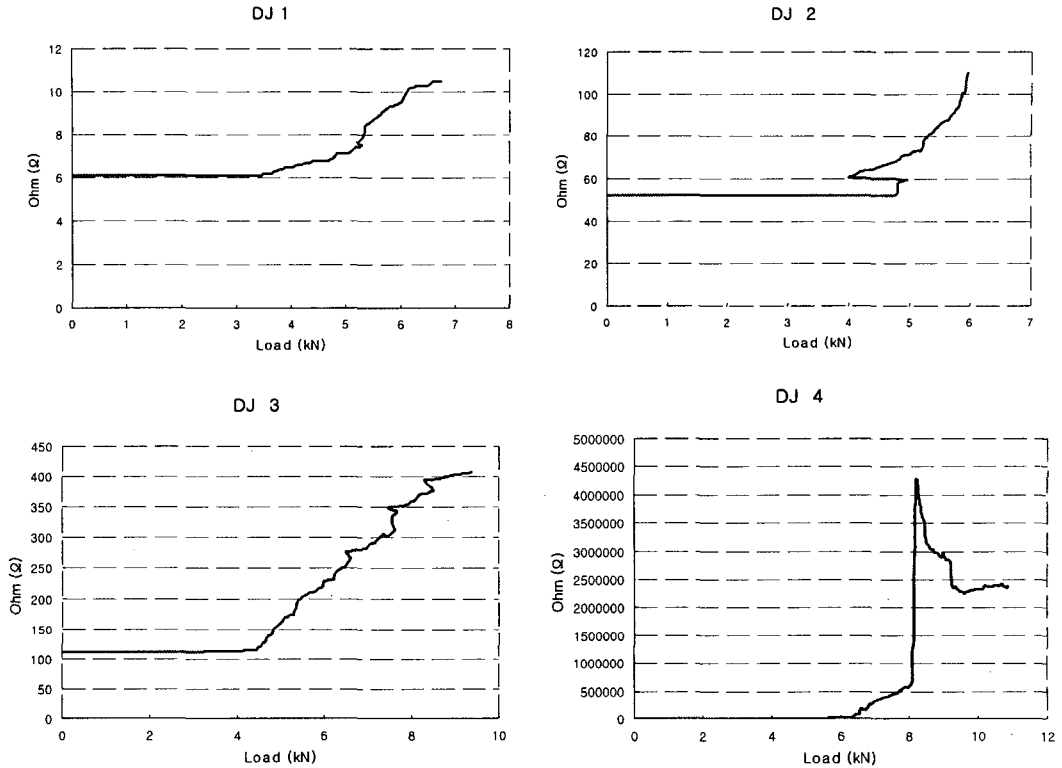 DJ 1
12
10
8
6
4
2
0
Ohm (Ω)
0 1 2 3 4 5 6 7 8
Load (kN)
DJ 2
120
100
80
60
40
20
0
Ohm (Ω)
0 1 2 3 4 5 6 7
Load (kN)
DJ 3
450
400
350
300
250
200
150
100
50
0
Ohm (Ω)
0 2 4 6 8 10
Load (kN)
DJ 4
5000000
4500000
4000000
3500000
3000000
2500000
2000000
1500000
1000000
500000
0
Ohm (Ω)
0 2 4 6 8 10 12
Load (kN)